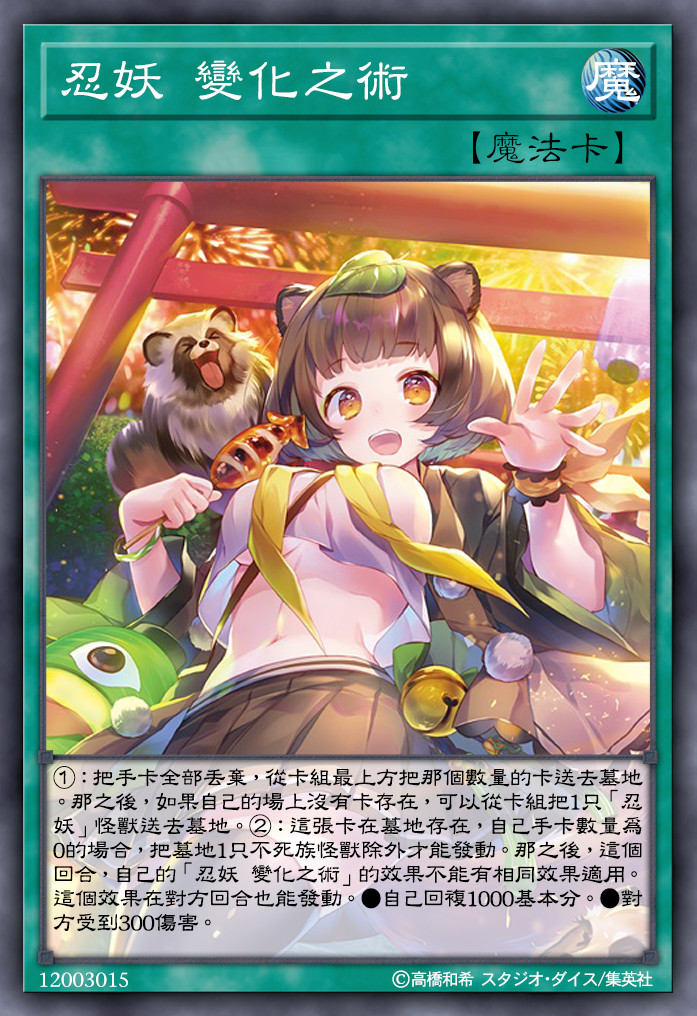 忍妖 變化之術
魔
【魔法卡】
①：把手卡全部丟棄，從卡組最上方把那個數量的卡送去墓地
。那之後，如果自己的場上沒有卡存在，可以從卡組把1只「忍
妖」怪獸送去墓地。②：這張卡在墓地存在，自己手卡數量為
0的場合，把墓地1只不死族怪獸除外才能發動。那之後，這個
回合，自己的「忍妖 變化之術」的效果不能有相同效果適用。
這個效果在對方回合也能發動。●自己回複1000基本分。●對
方受到300傷害。
12003015
©高橋和希 スタジオ・ダイス/集英社